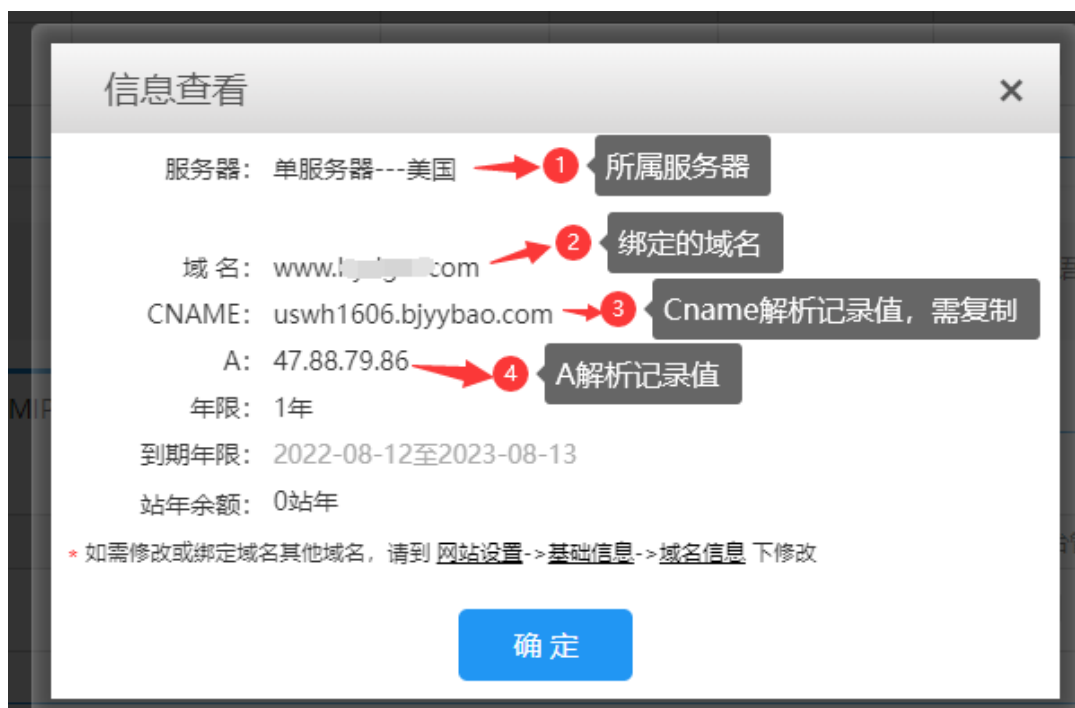 信息查看
×
服务器: 单服务器---美国 1 所属服务器
域 名: www. com 2 绑定的域名
CNAME: uswh1606.bjyybao.com 3 Cname解析记录值，需复制
A: 47.88.79.86 4 A解析记录值
年限: 1年
到期年限: 2022-08-12至2023-08-13
站年余额: 0站年
* 如需修改或绑定域名其他域名，请到 网站设置->基础信息->域名信息 下修改
确 定